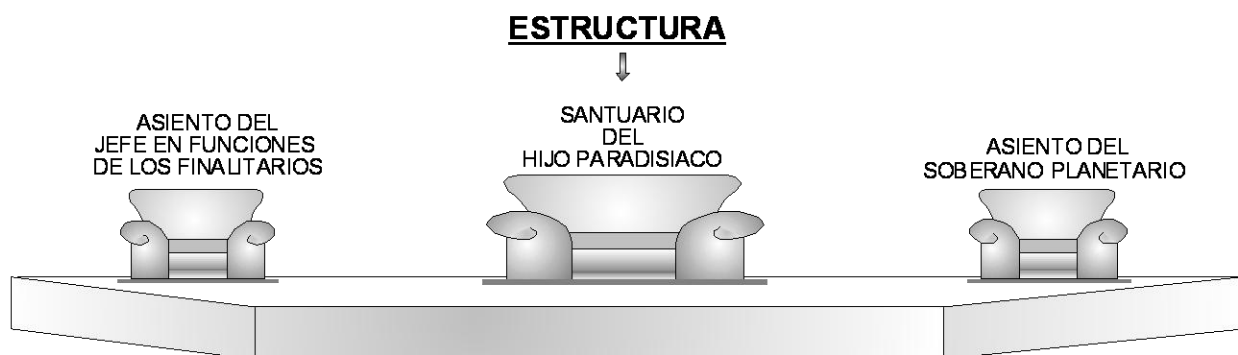 ESTRUCTURA
ASIENTO DEL
JEFE EN FUNCIONES
DE LOS FINALITARIOS
SANTUARIO
DEL
HIJO PARADISIACO
ASIENTO DEL
SOBERANO PLANETARIO